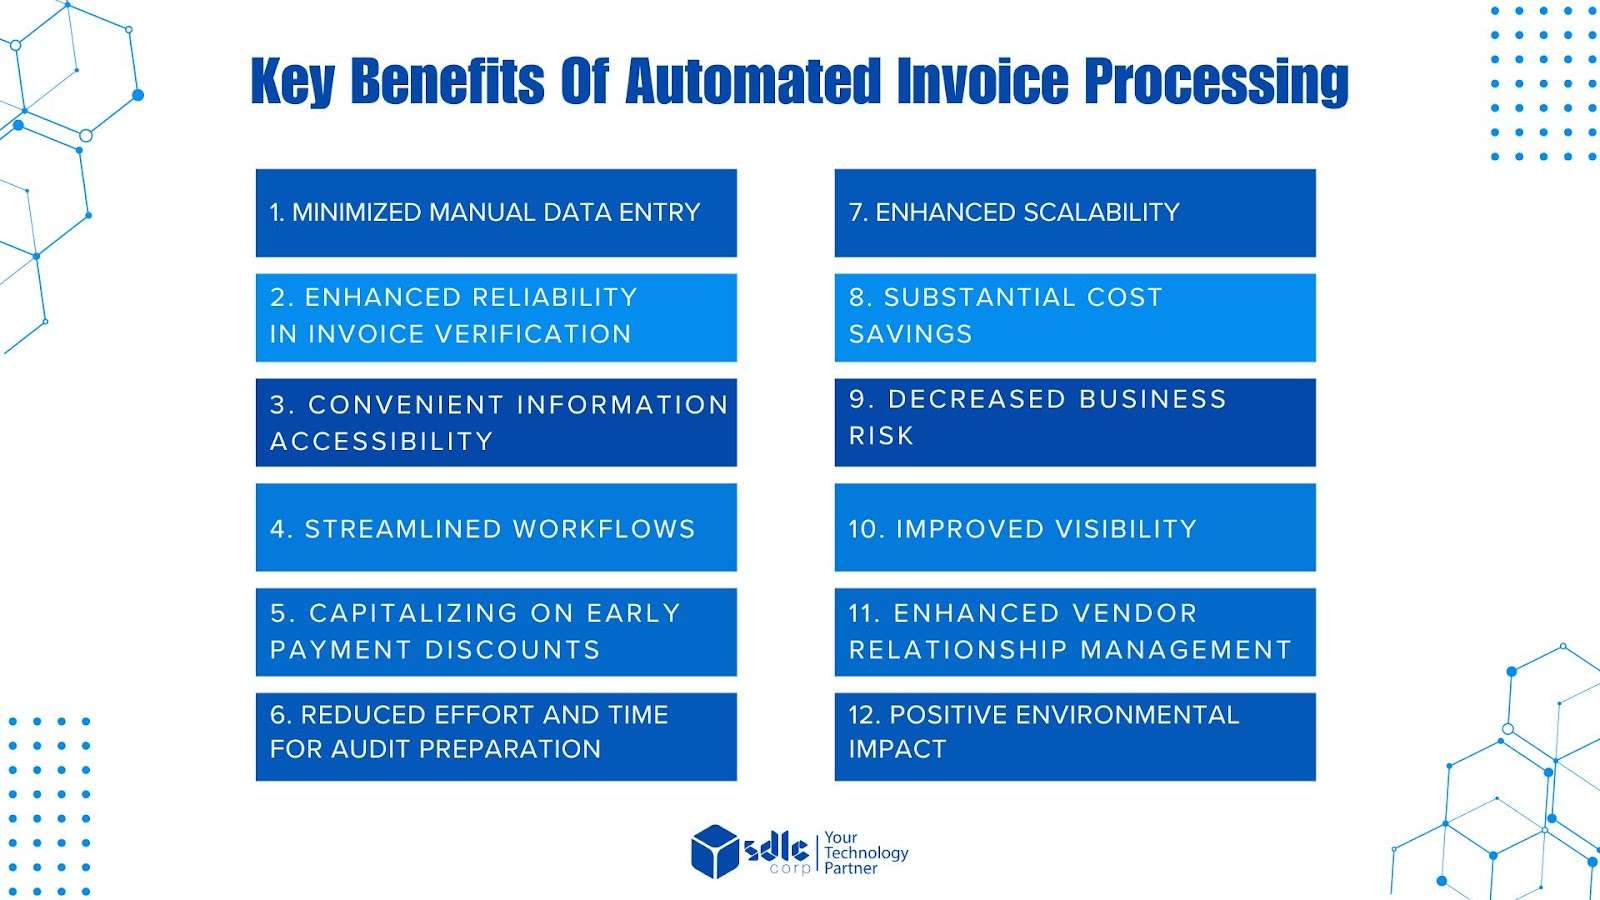 Key Benefits Of Automated Invoice Processing
1. MINIMIZED MANUAL DATA ENTRY
2. ENHANCED RELIABILITY
IN INVOICE VERIFICATION
3. CONVENIENT INFORMATION
ACCESSIBILITY
4. STREAMLINED WORKFLOWS
5. CAPITALIZING ON EARLY
PAYMENT DISCOUNTS
6. REDUCED EFFORT AND TIME
FOR AUDIT PREPARATION
7. ENHANCED SCALABILITY
8. SUBSTANTIAL COST
SAVINGS
9. DECREASED BUSINESS
RISK
10. IMPROVED VISIBILITY
11. ENHANCED VENDOR
RELATIONSHIP MANAGEMENT
12. POSITIVE ENVIRONMENTAL
IMPACT
sdlc
corp
Your
Technology
Partner